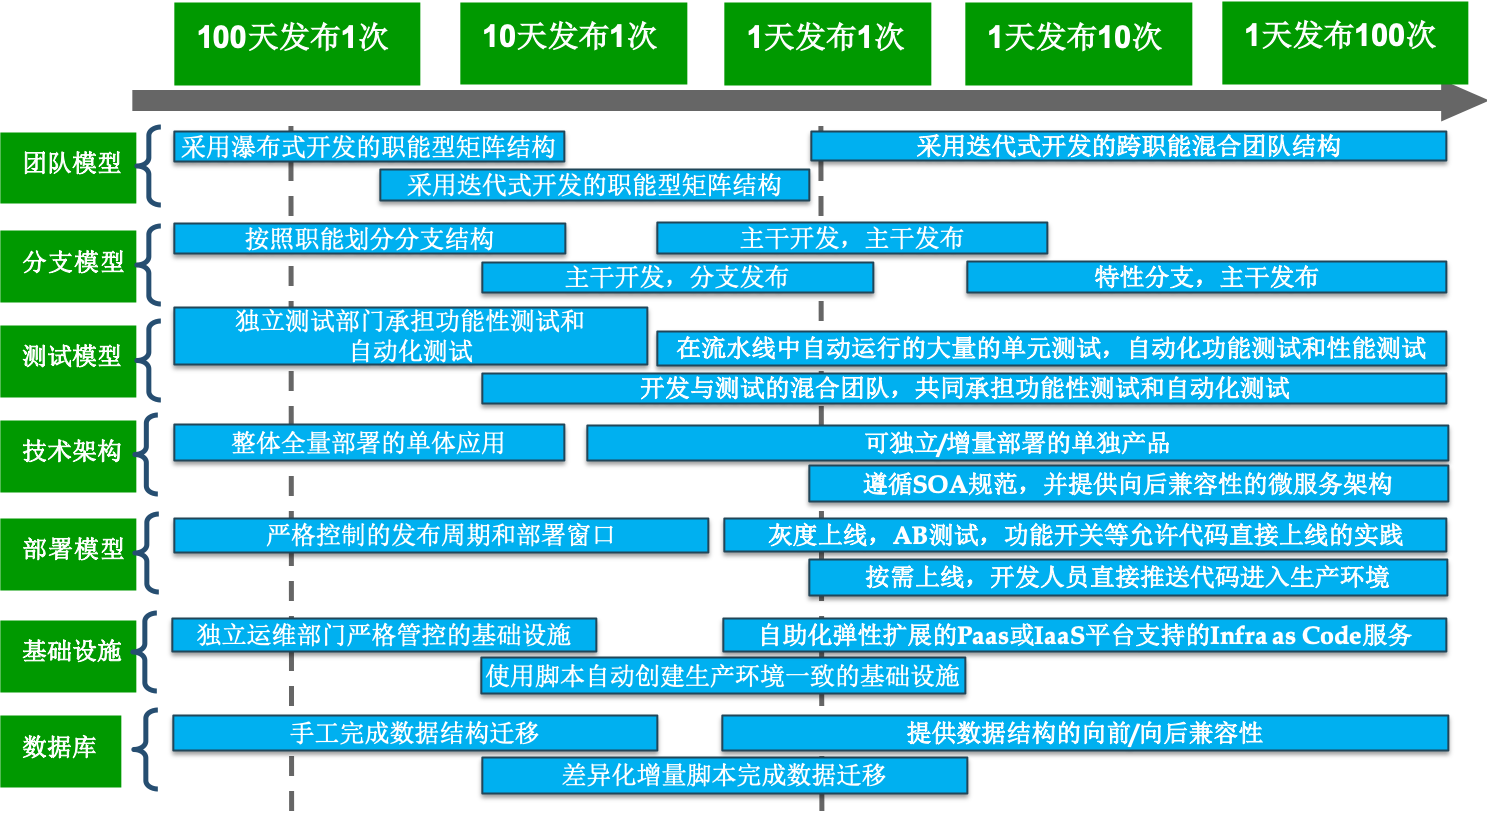 100天发布1次
10天发布1次
1天发布1次
1天发布10次
1天发布100次
团队模型
采用瀑布式开发的职能型矩阵结构
采用迭代式开发的跨职能混合团队结构
采用迭代式开发的职能型矩阵结构
分支模型
按照职能划分分支结构
主干开发，主干发布
主干开发，分支发布
特性分支，主干发布
测试模型
独立测试部门承担功能性测试和
自动化测试
在流水线中自动运行的大量的单元测试，自动化功能测试和性能测试
开发与测试的混合团队，共同承担功能性测试和自动化测试
技术架构
整体全量部署的单体应用
可独立/增量部署的单独产品
遵循SOA规范，并提供向后兼容性的微服务架构
部署模型
严格控制的发布周期和部署窗口
灰度上线，AB测试，功能开关等允许代码直接上线的实践
按需上线，开发人员直接推送代码进入生产环境
基础设施
独立运维部门严格管控的基础设施
自助化弹性扩展的Paas或IaaS平台支持的Infra as Code服务
使用脚本自动创建生产环境一致的基础设施
数据库
手工完成数据结构迁移
提供数据结构的向前/向后兼容性
差异化增量脚本完成数据迁移